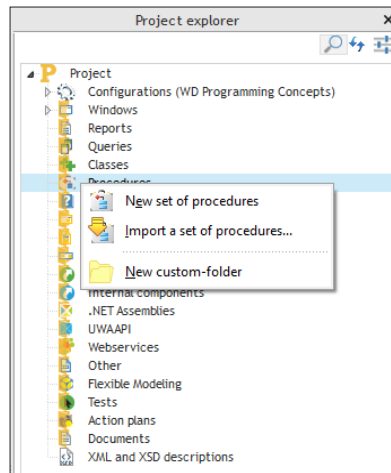 Project explorer
Project
Configurations (WD Programming Concepts)
Windows
Reports
Queries
Classes
Procedures
New set of procedures
Import a set of procedures...
New custom-folder
Internal components
.NET Assemblies
UWAAPI
Webservices
Other
Flexible Modeling
Tests
Action plans
Documents
XML and XSD descriptions